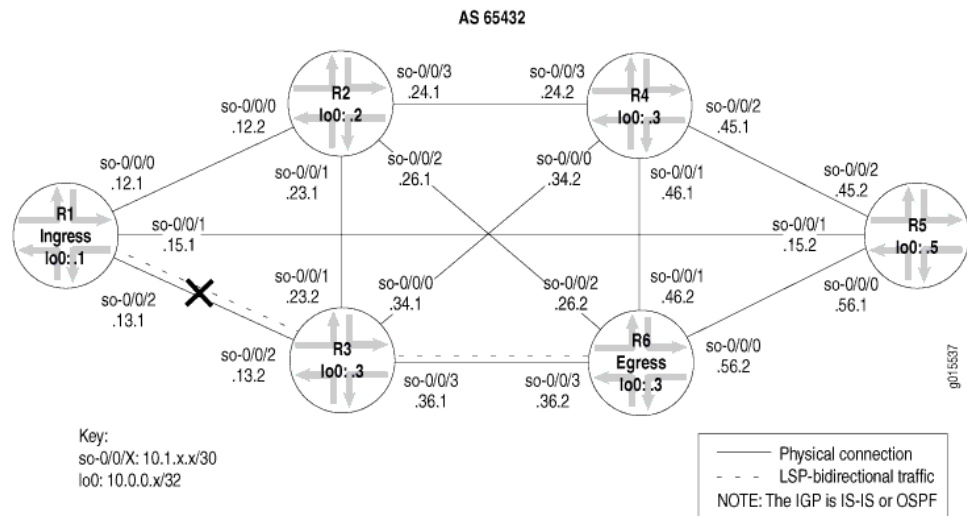 AS 65432
so-0/0/3
.24.1
so-0/0/3
.24.2
R2
lo0: .2
R4
lo0: .3
so-0/0/0
.12.2
so-0/0/2
.45.1
so-0/0/0
.12.1
so-0/0/1
.23.1
so-0/0/2
.26.1
so-0/0/0
.34.2
so-0/0/1
.46.1
so-0/0/2
.45.2
R1
Ingress
lo0: .1
so-0/0/1
.15.1
so-0/0/1
.15.2
R5
lo0: .5
so-0/0/2
.13.1
so-0/0/1
.23.2
so-0/0/0
.34.1
so-0/0/2
.26.2
so-0/0/1
.46.2
so-0/0/0
.56.1
so-0/0/2
.13.2
R3
lo0: .3
R6
Egress
lo0: .3
so-0/0/0
.56.2
so-0/0/3
.36.1
so-0/0/3
.36.2
g015537
Key:
so-0/0/X: 10.1.x.x/30
lo0: 10.0.0.x/32
Physical connection
LSP-bidirectional traffic
NOTE: The IGP is IS-IS or OSPF